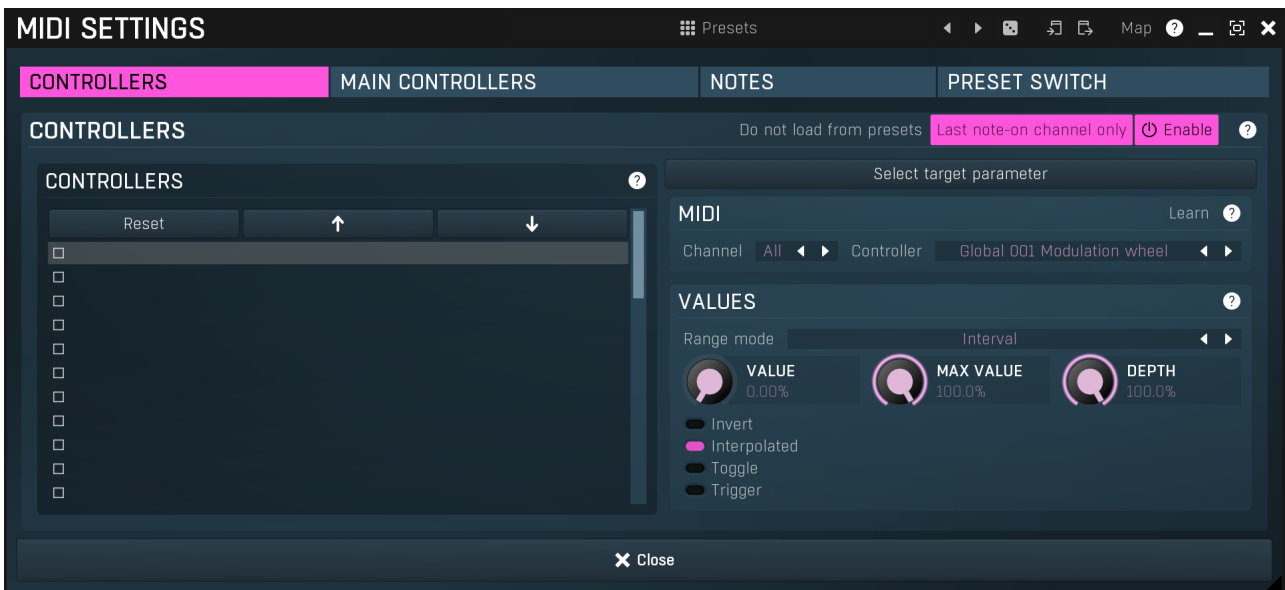 MIDI SETTINGS Presets Map ?
CONTROLLERS MAIN CONTROLLERS NOTES PRESET SWITCH
CONTROLLERS Do not load from presets Last note-on channel only Enable ?
CONTROLLERS ?
Reset
Select target parameter
MIDI Learn ?
Channel All Controller Global 001 Modulation wheel
VALUES ?
Range mode Interval
VALUE
0.00%
MAX VALUE
100.0%
DEPTH
100.0%
Invert
Interpolated
Toggle
Trigger
Close